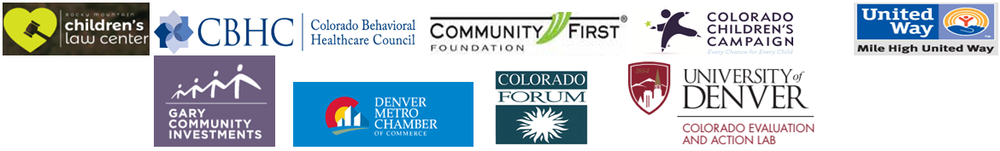 ROCKY MOUNTAIN
children's
law center
CBHC
Colorado Behavioral
Healthcare Council
COMMUNITY FIRST®
FOUNDATION
COLORADO
CHILDREN'S
CAMPAIGN
Every Chance for Every Child
United
Way
Mile High United Way
GARY
COMMUNITY
INVESTMENTS
DENVER
METRO
CHAMBER
OF COMMERCE
COLORADO
FORUM
1864
UNIVERSITY of
DENVER
COLORADO EVALUATION
AND ACTION LAB